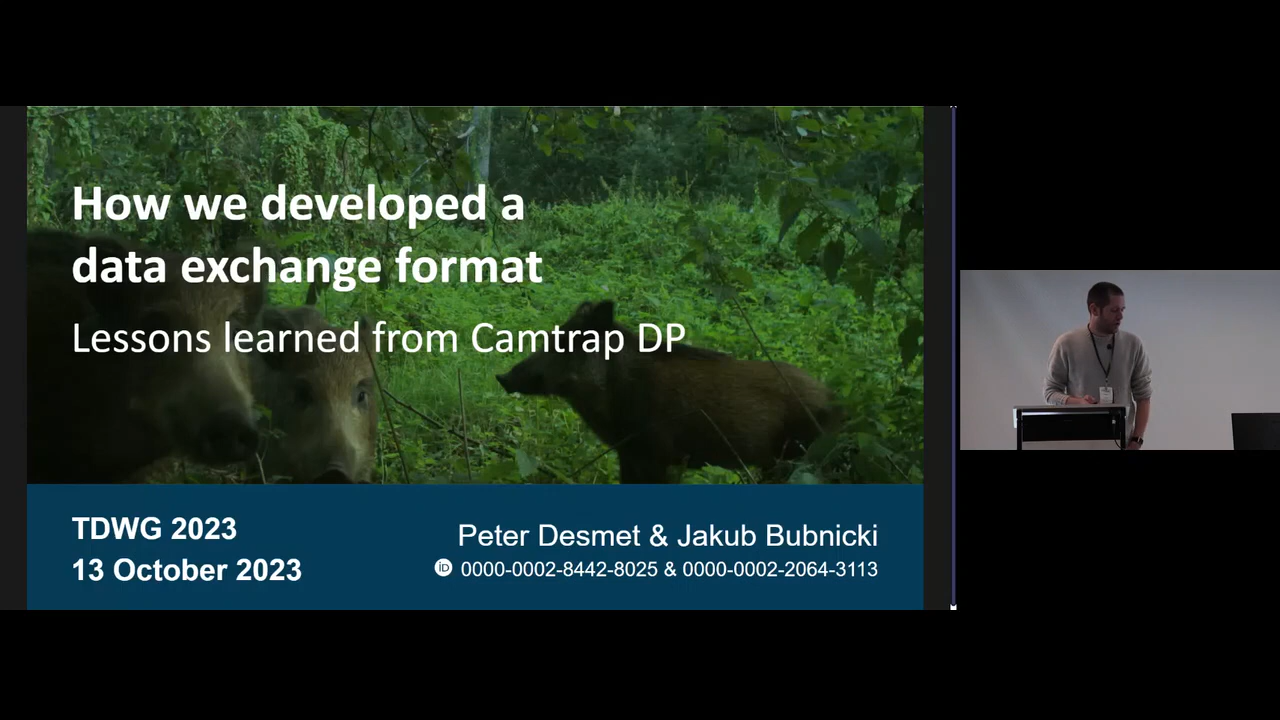 How we developed a
data exchange format
Lessons learned from Camtrap DP
TDWG 2023
13 October 2023
Peter Desmet & Jakub Bubnicki
iD 0000-0002-8442-8025 & 0000-0002-2064-3113